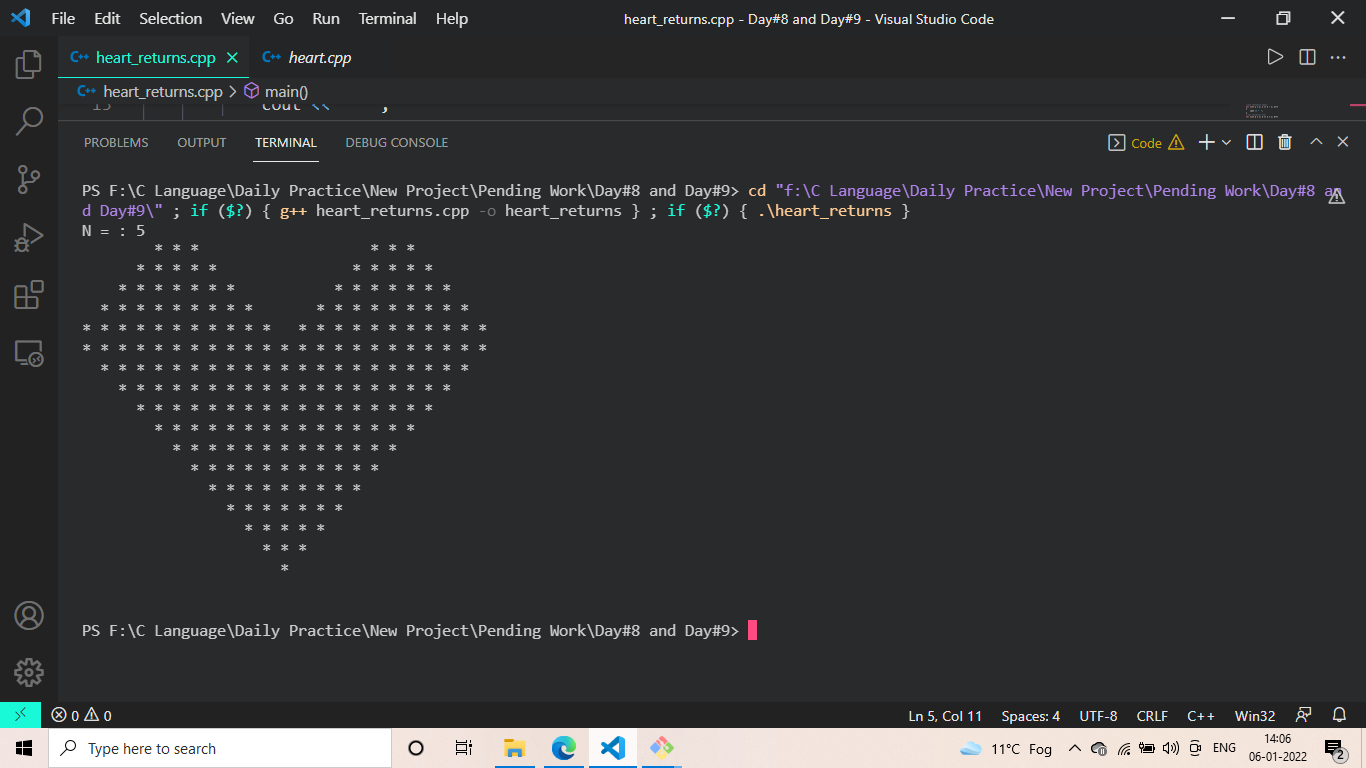 File Edit Selection View Go Run Terminal Help heart_returns.cpp - Day#8 and Day#9 - Visual Studio Code
C++ heart_returns.cpp C++ heart.cpp
C++ heart_returns.cpp > main()
cout <<
PROBLEMS OUTPUT TERMINAL DEBUG CONSOLE Code
PS F:\C Language\Daily Practice\New Project\Pending Work\Day#8 and Day#9> cd "f:\C Language\Daily Practice\New Project\Pending Work\Day#8 an
d Day#9\" ; if ($?) { g++ heart_returns.cpp -o heart_returns } ; if ($?) { .\heart_returns }
N = : 5
        * * *                   * * *
      * * * * *               * * * * *
    * * * * * * *           * * * * * * *
  * * * * * * * * *       * * * * * * * * *
* * * * * * * * * * *   * * * * * * * * * * *
* * * * * * * * * * * * * * * * * * * * * * *
  * * * * * * * * * * * * * * * * * * * * *
    * * * * * * * * * * * * * * * * * * *
      * * * * * * * * * * * * * * * * *
        * * * * * * * * * * * * * * *
          * * * * * * * * * * * * *
            * * * * * * * * * * *
              * * * * * * * * *
                * * * * * * *
                  * * * * *
                    * * *
                      *
PS F:\C Language\Daily Practice\New Project\Pending Work\Day#8 and Day#9>
0 0 Ln 5, Col 11 Spaces: 4 UTF-8 CRLF C++ Win32
Type here to search 11°C Fog ENG 14:06
06-01-2022 2